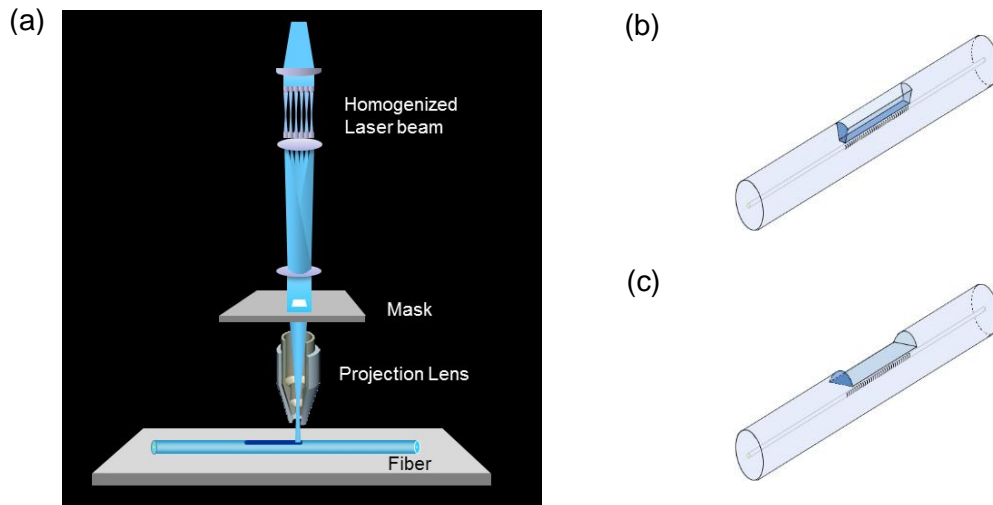 (a)
Homogenized
Laser beam
Mask
Projection Lens
Fiber
(b)
(c)